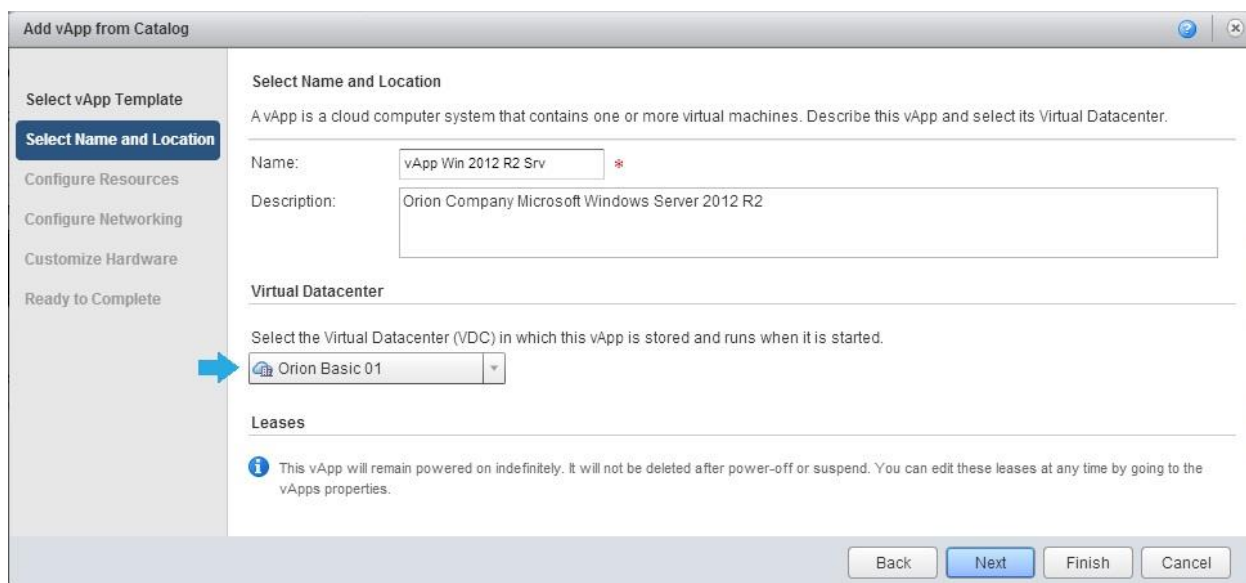 Add vApp from Catalog
Select vApp Template
Select Name and Location
Configure Resources
Configure Networking
Customize Hardware
Ready to Complete
Select Name and Location
A vApp is a cloud computer system that contains one or more virtual machines. Describe this vApp and select its Virtual Datacenter.
Name: vApp Win 2012 R2 Srv *
Description: Orion Company Microsoft Windows Server 2012 R2
Virtual Datacenter
Select the Virtual Datacenter (VDC) in which this vApp is stored and runs when it is started.
Orion Basic 01
Leases
This vApp will remain powered on indefinitely. It will not be deleted after power-off or suspend. You can edit these leases at any time by going to the
vApps properties.
Back Next Finish Cancel